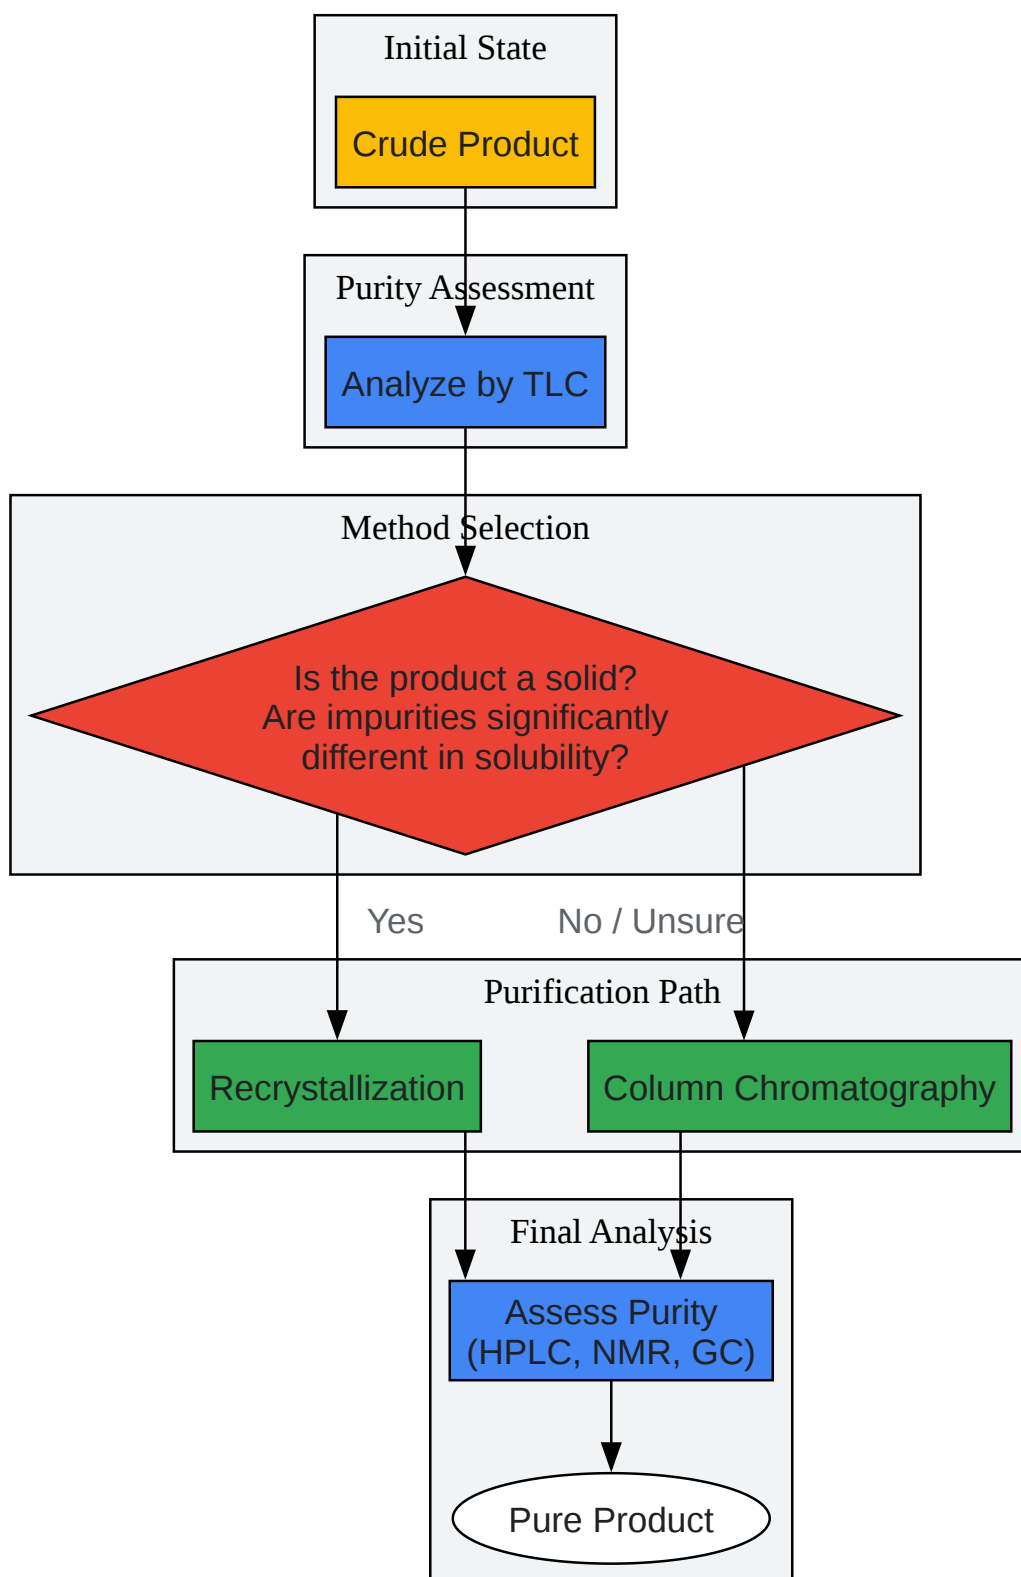 Initial State
Crude Product
Purity Assessment
Analyze by TLC
Method Selection
Is the product a solid?
Are impurities significantly
different in solubility?
Yes
No / Unsure
Purification Path
Recrystallization
Column Chromatography
Final Analysis
Assess Purity
(HPLC, NMR, GC)
Pure Product